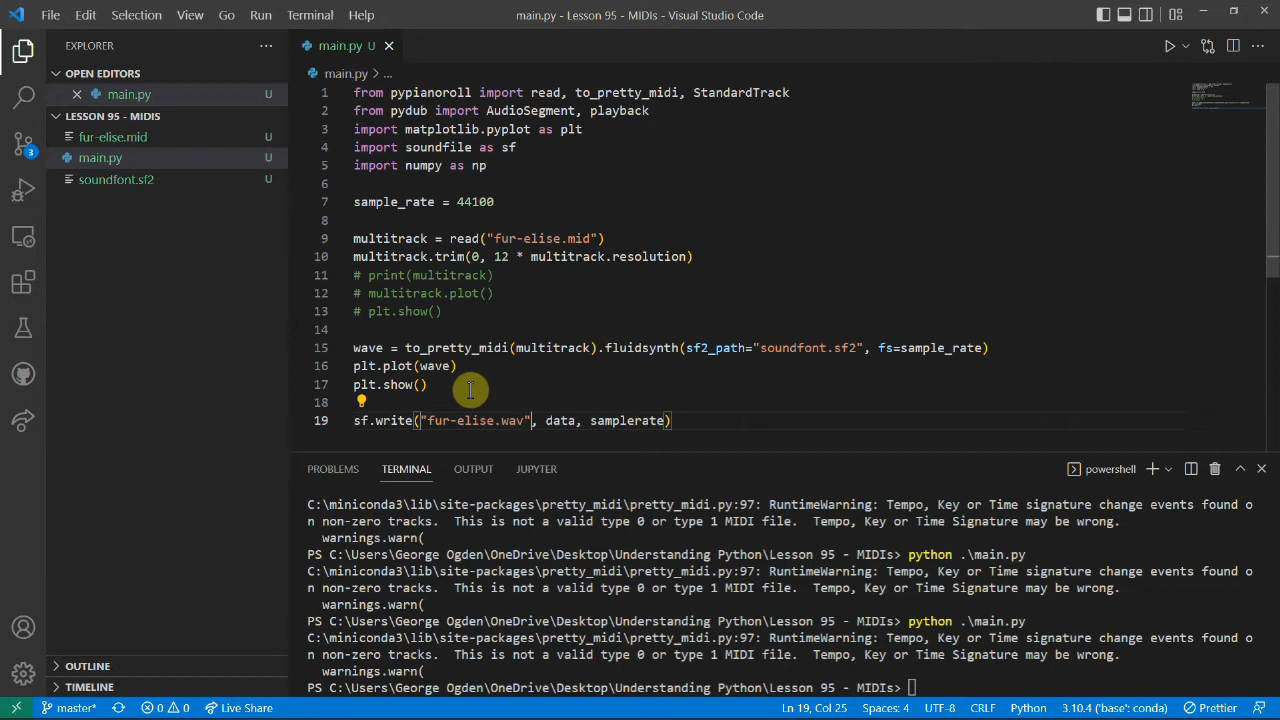 File Edit Selection View Go Run Terminal Help
main.py - Lesson 95 - MIDIs - Visual Studio Code
EXPLORER
main.py U
OPEN EDITORS
main.py U
LESSON 95 - MIDIS
fur-elise.mid U
main.py U
soundfont.sf2 U
3
OUTLINE
TIMELINE
main.py > ...
1 from pypianoroll import read, to_pretty_midi, StandardTrack
2 from pydub import AudioSegment, playback
3 import matplotlib.pyplot as plt
4 import soundfile as sf
5 import numpy as np
6
7 sample_rate = 44100
8
9 multitrack = read("fur-elise.mid")
10 multitrack.trim(0, 12 * multitrack.resolution)
11 # print(multitrack)
12 # multitrack.plot()
13 # plt.show()
14
15 wave = to_pretty_midi(multitrack).fluidsynth(sf2_path="soundfont.sf2", fs=sample_rate)
16 plt.plot(wave)
17 plt.show()
18
19 sf.write("fur-elise.wav", data, samplerate)
PROBLEMS TERMINAL OUTPUT JUPYTER
powershell
C:\miniconda3\lib\site-packages\pretty_midi\pretty_midi.py:97: RuntimeWarning: Tempo, Key or Time signature change events found o
n non-zero tracks.  This is not a valid type 0 or type 1 MIDI file.  Tempo, Key or Time Signature may be wrong.
  warnings.warn(
PS C:\Users\George Ogden\OneDrive\Desktop\Understanding Python\Lesson 95 - MIDIs> python .\main.py
C:\miniconda3\lib\site-packages\pretty_midi\pretty_midi.py:97: RuntimeWarning: Tempo, Key or Time signature change events found o
n non-zero tracks.  This is not a valid type 0 or type 1 MIDI file.  Tempo, Key or Time Signature may be wrong.
  warnings.warn(
PS C:\Users\George Ogden\OneDrive\Desktop\Understanding Python\Lesson 95 - MIDIs> python .\main.py
C:\miniconda3\lib\site-packages\pretty_midi\pretty_midi.py:97: RuntimeWarning: Tempo, Key or Time signature change events found o
n non-zero tracks.  This is not a valid type 0 or type 1 MIDI file.  Tempo, Key or Time Signature may be wrong.
  warnings.warn(
PS C:\Users\George Ogden\OneDrive\Desktop\Understanding Python\Lesson 95 - MIDIs>
master* 0 0 Live Share Ln 19, Col 25 Spaces: 4 UTF-8 CRLF Python 3.10.4 ('base': conda) Prettier